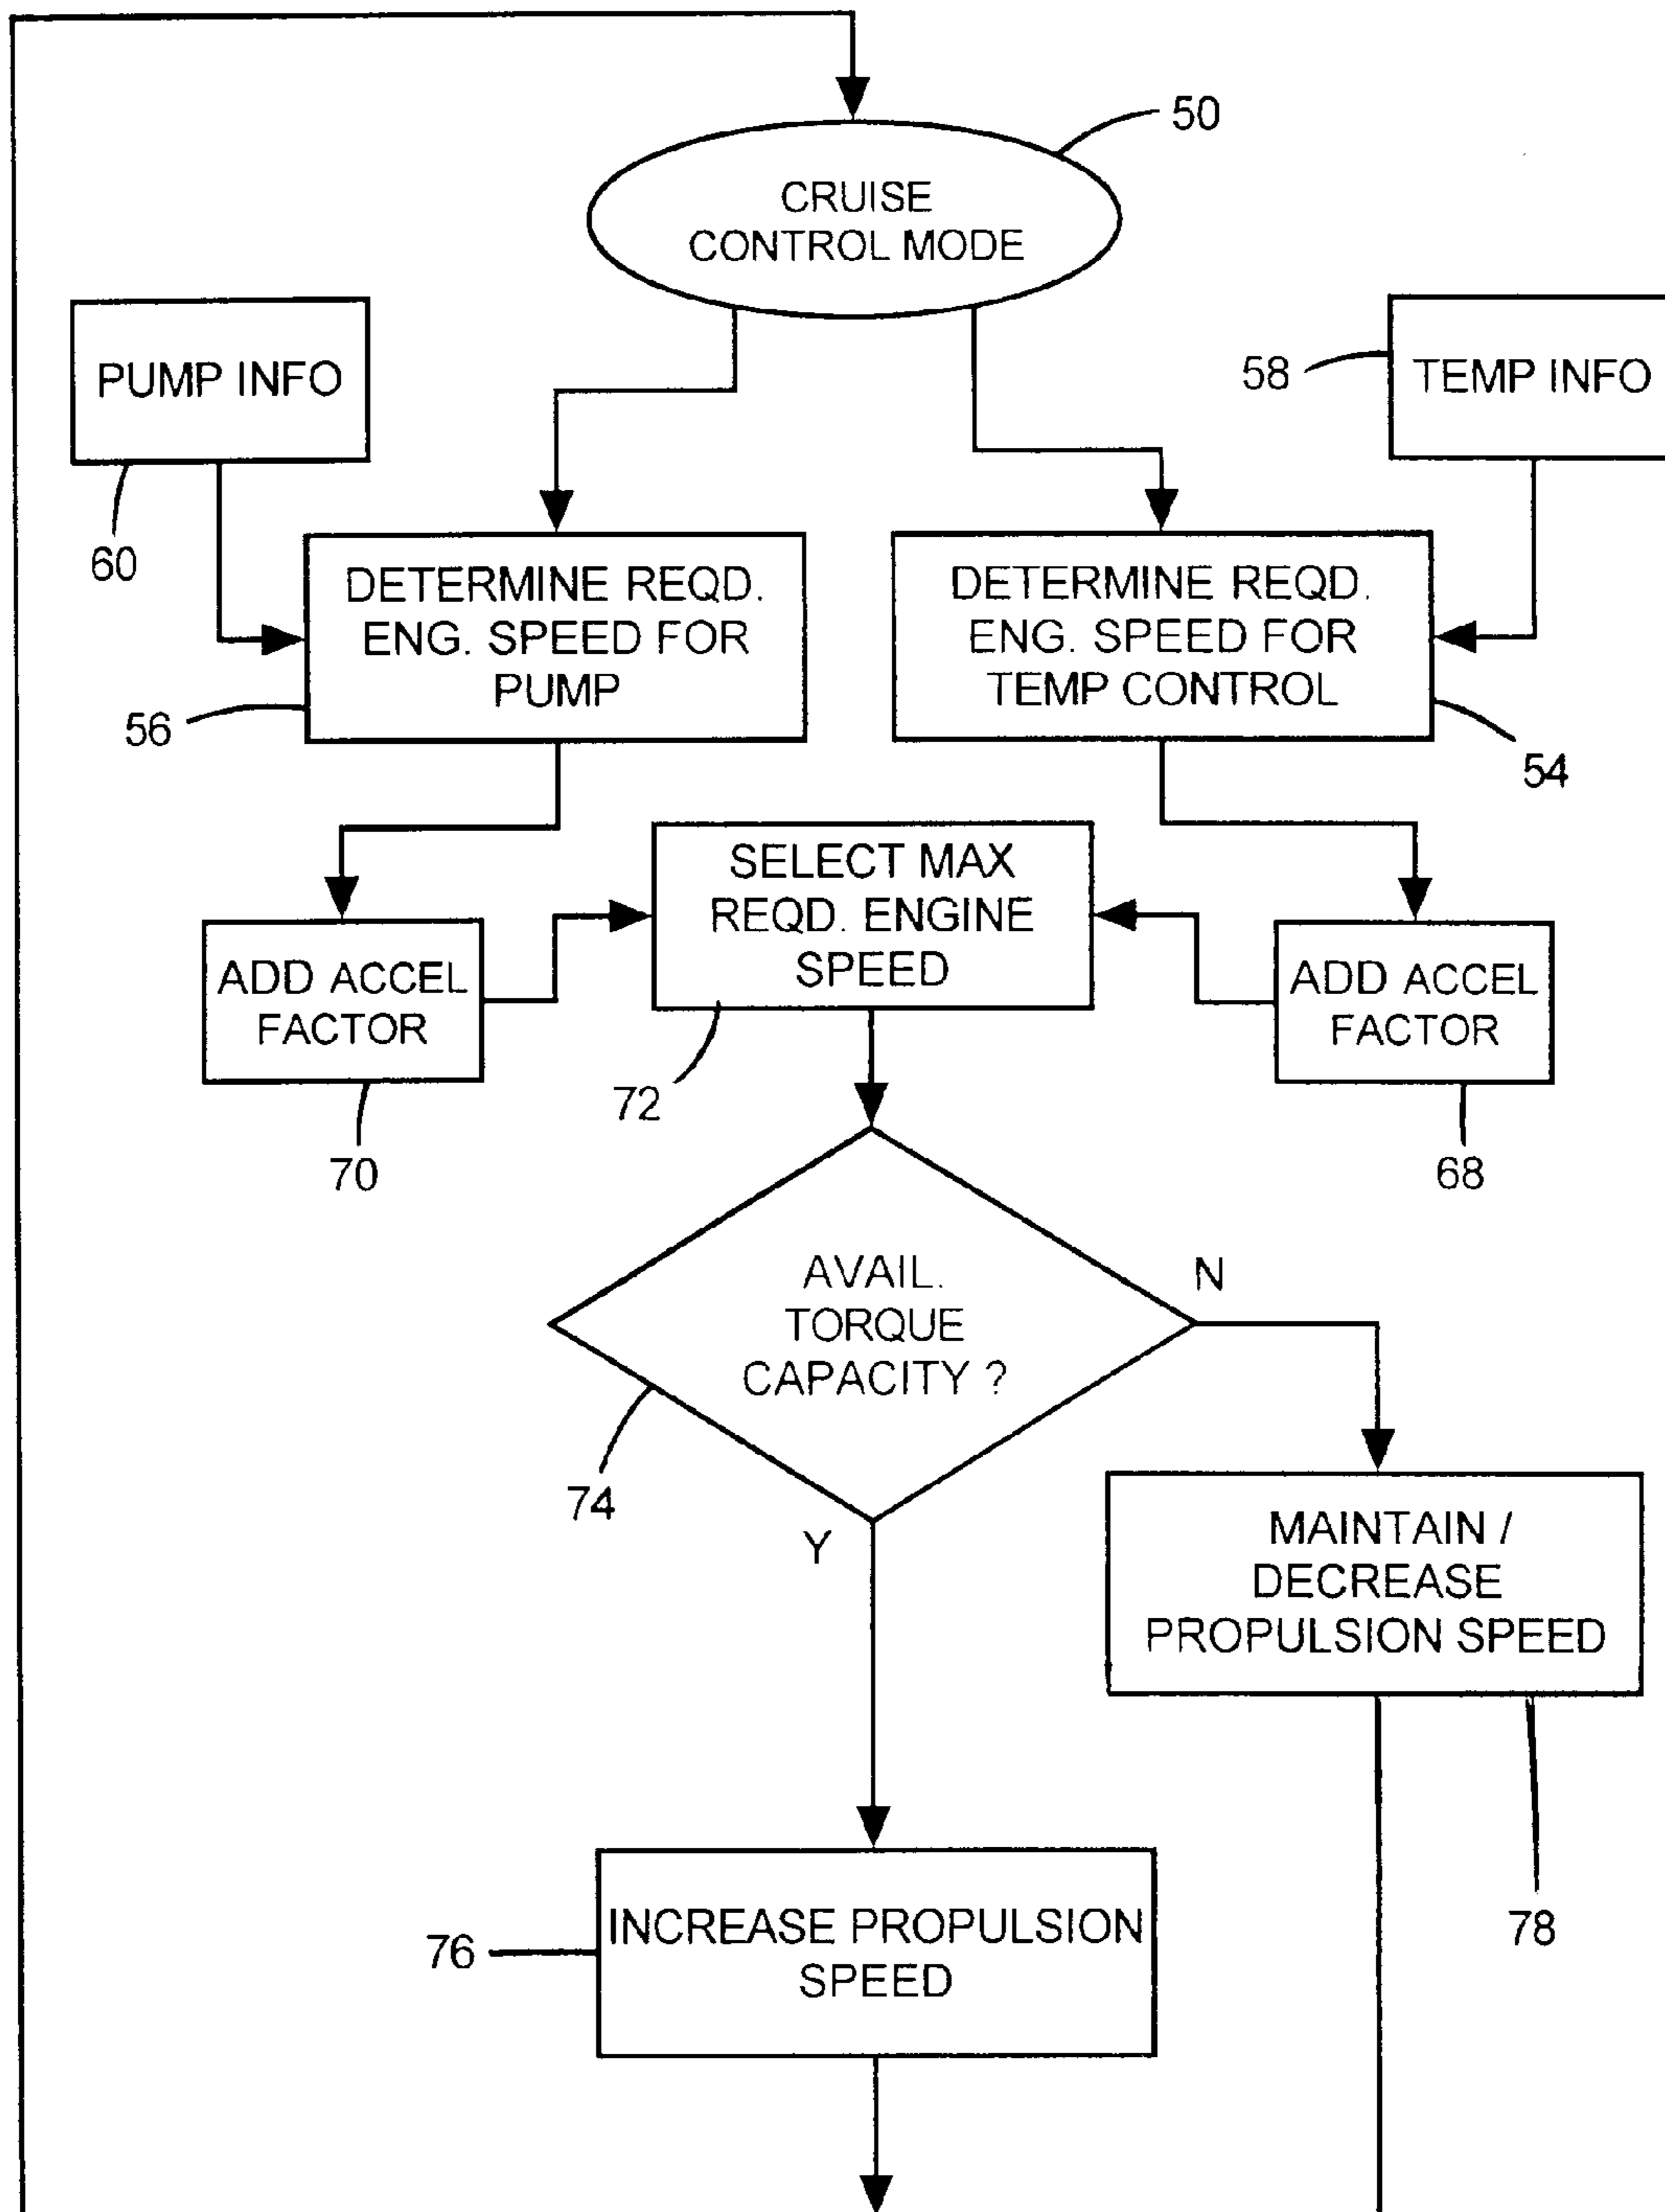 50
CRUISE
CONTROL MODE
PUMP INFO
60
58
TEMP INFO
DETERMINE REQD.
ENG. SPEED FOR
PUMP
56
DETERMINE REQD.
ENG. SPEED FOR
TEMP CONTROL
54
ADD ACCEL
FACTOR
70
SELECT MAX
REQD. ENGINE
SPEED
72
ADD ACCEL
FACTOR
68
AVAIL.
TORQUE
CAPACITY ?
74
N
Y
MAINTAIN /
DECREASE
PROPULSION SPEED
78
INCREASE PROPULSION
SPEED
76